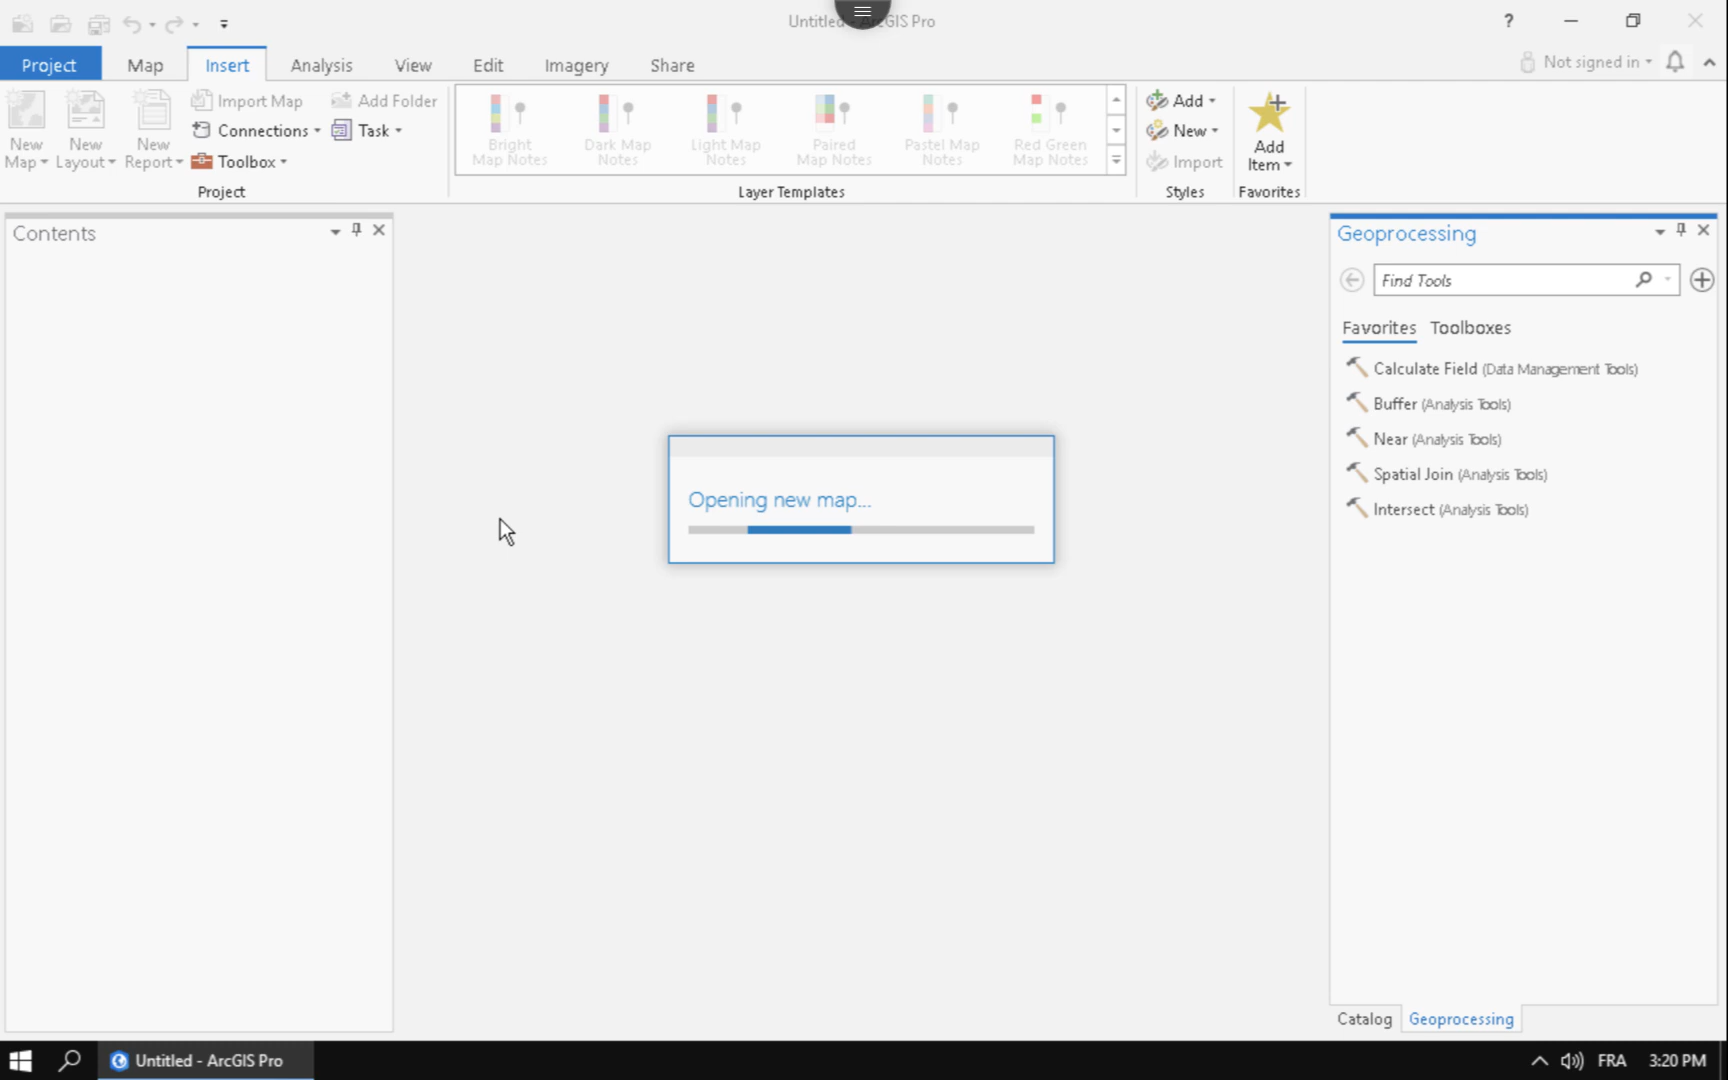 Untitled - ArcGIS Pro
?
Project
Map
Insert
Analysis
View
Edit
Imagery
Share
Not signed in
New Map
New Layout
New Report
Import Map
Connections
Toolbox
Add Folder
Task
Project
Bright Map Notes
Dark Map Notes
Light Map Notes
Paired Map Notes
Pastel Map Notes
Red Green Map Notes
Layer Templates
Add
New
Import
Styles
Add Item
Favorites
Contents
Opening new map...
Geoprocessing
Find Tools
Favorites
Toolboxes
Calculate Field (Data Management Tools)
Buffer (Analysis Tools)
Near (Analysis Tools)
Spatial Join (Analysis Tools)
Intersect (Analysis Tools)
Catalog
Geoprocessing
Untitled - ArcGIS Pro
FRA
3:20 PM